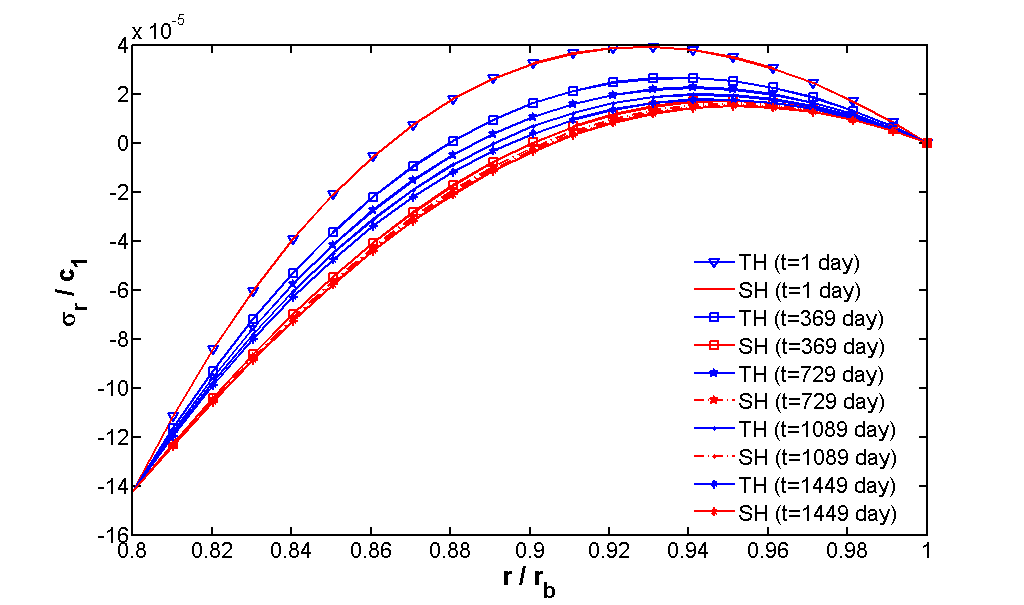 x 10-5
4
2
0
-2
-4
-6
-8
-10
-12
-14
-16
σr / c1
TH (t=1 day)
SH (t=1 day)
TH (t=369 day)
SH (t=369 day)
TH (t=729 day)
SH (t=729 day)
TH (t=1089 day)
SH (t=1089 day)
TH (t=1449 day)
SH (t=1449 day)
0.8 0.82 0.84 0.86 0.88 0.9 0.92 0.94 0.96 0.98 1
r / rb